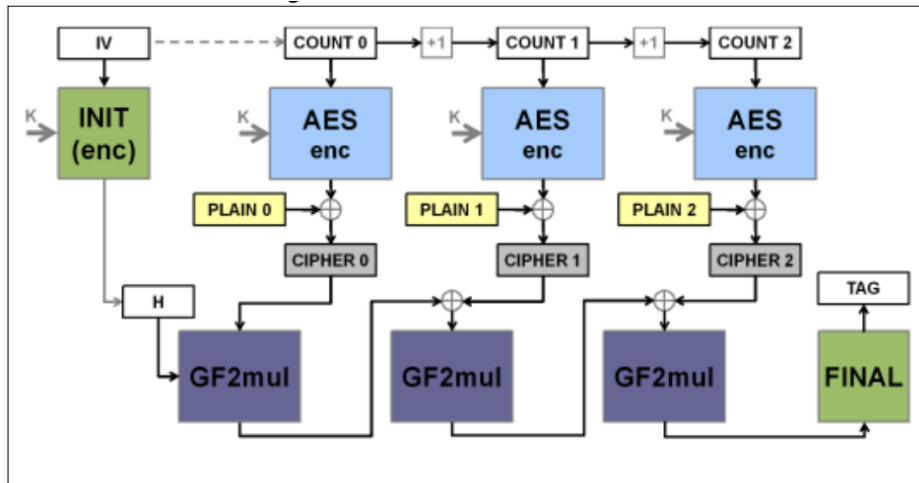 IV
COUNT 0
+1
COUNT 1
+1
COUNT 2
K
INIT
(enc)
K
AES
enc
K
AES
enc
K
AES
enc
PLAIN 0
PLAIN 1
PLAIN 2
CIPHER 0
CIPHER 1
CIPHER 2
H
TAG
GF2mul
GF2mul
GF2mul
FINAL